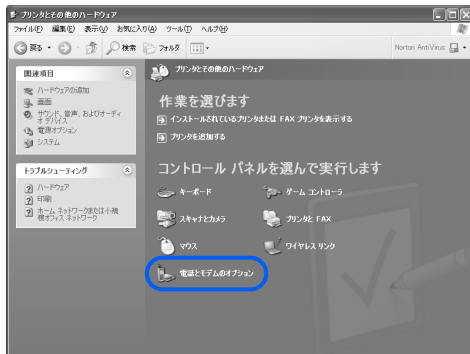 プリンタとその他のハードウェア
ファイル(F) 編集(E) 表示(V) お気に入り(A) ツール(T) ヘルプ(H)
戻る 検索 フォルダ Norton AntiVirus
関連項目
ハードウェアの追加
画面
サウンド、音声、およびオーディ
オ デバイス
電源オプション
システム
トラブルシューティング
ハードウェア
印刷
ホーム ネットワークまたは小規
模オフィス ネットワーク
プリンタとその他のハードウェア
作業を選びます
インストールされているプリンタまたは FAX プリンタを表示する
プリンタを追加する
コントロール パネルを選んで実行します
キーボード ゲーム コントローラ
スキャナとカメラ プリンタと FAX
マウス ワイヤレス リンク
電話とモデムのオプション